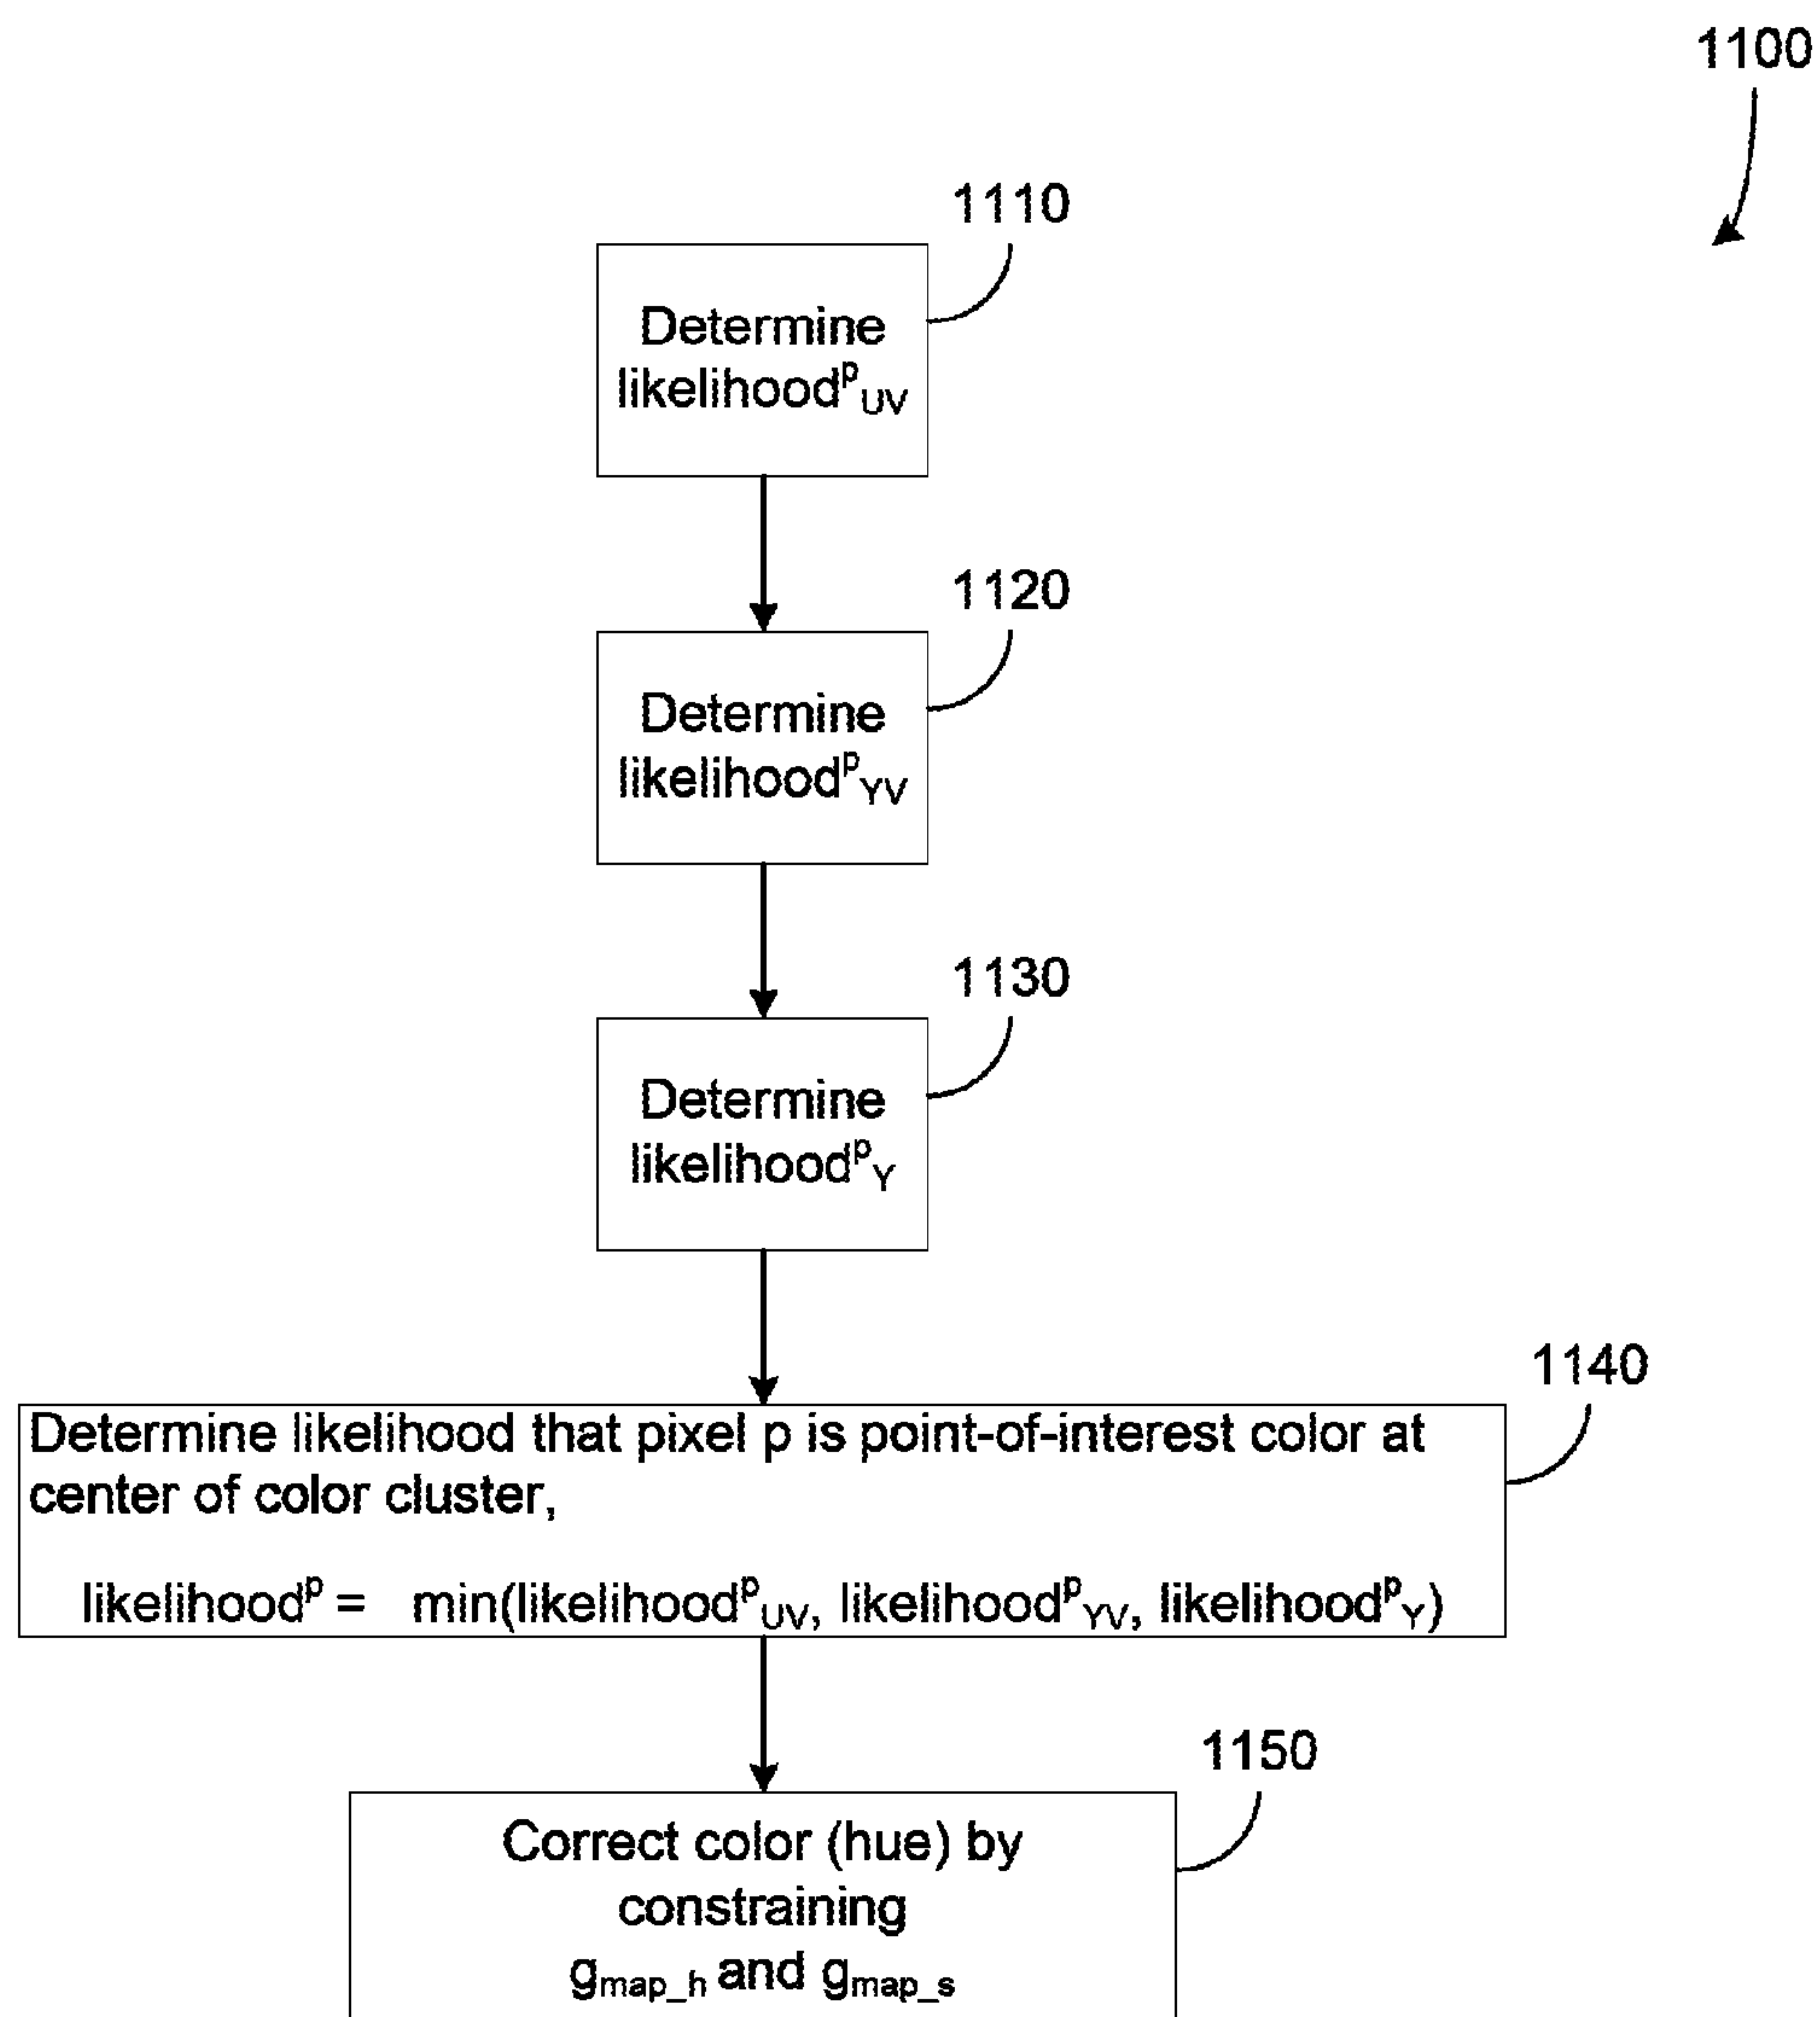 1100
1110
Determine
likelihood^p_UV
1120
Determine
likelihood^p_YV
1130
Determine
likelihood^p_Y
1140
Determine likelihood that pixel p is point-of-interest color at
center of color cluster,
likelihood^p = min(likelihood^p_UV, likelihood^p_YV, likelihood^p_Y)
1150
Correct color (hue) by
constraining
g_map_h and g_map_s